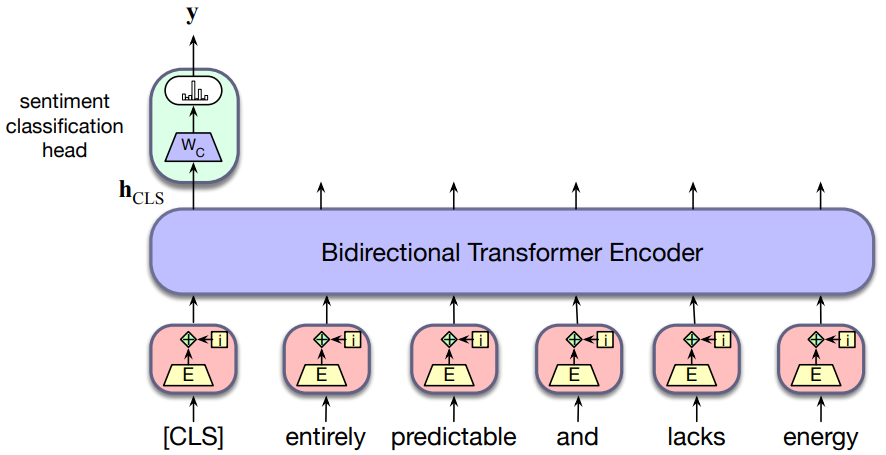 y
sentiment
classification
head
W_C
h_CLS
Bidirectional Transformer Encoder
i i i i i i
E E E E E E
[CLS] entirely predictable and lacks energy